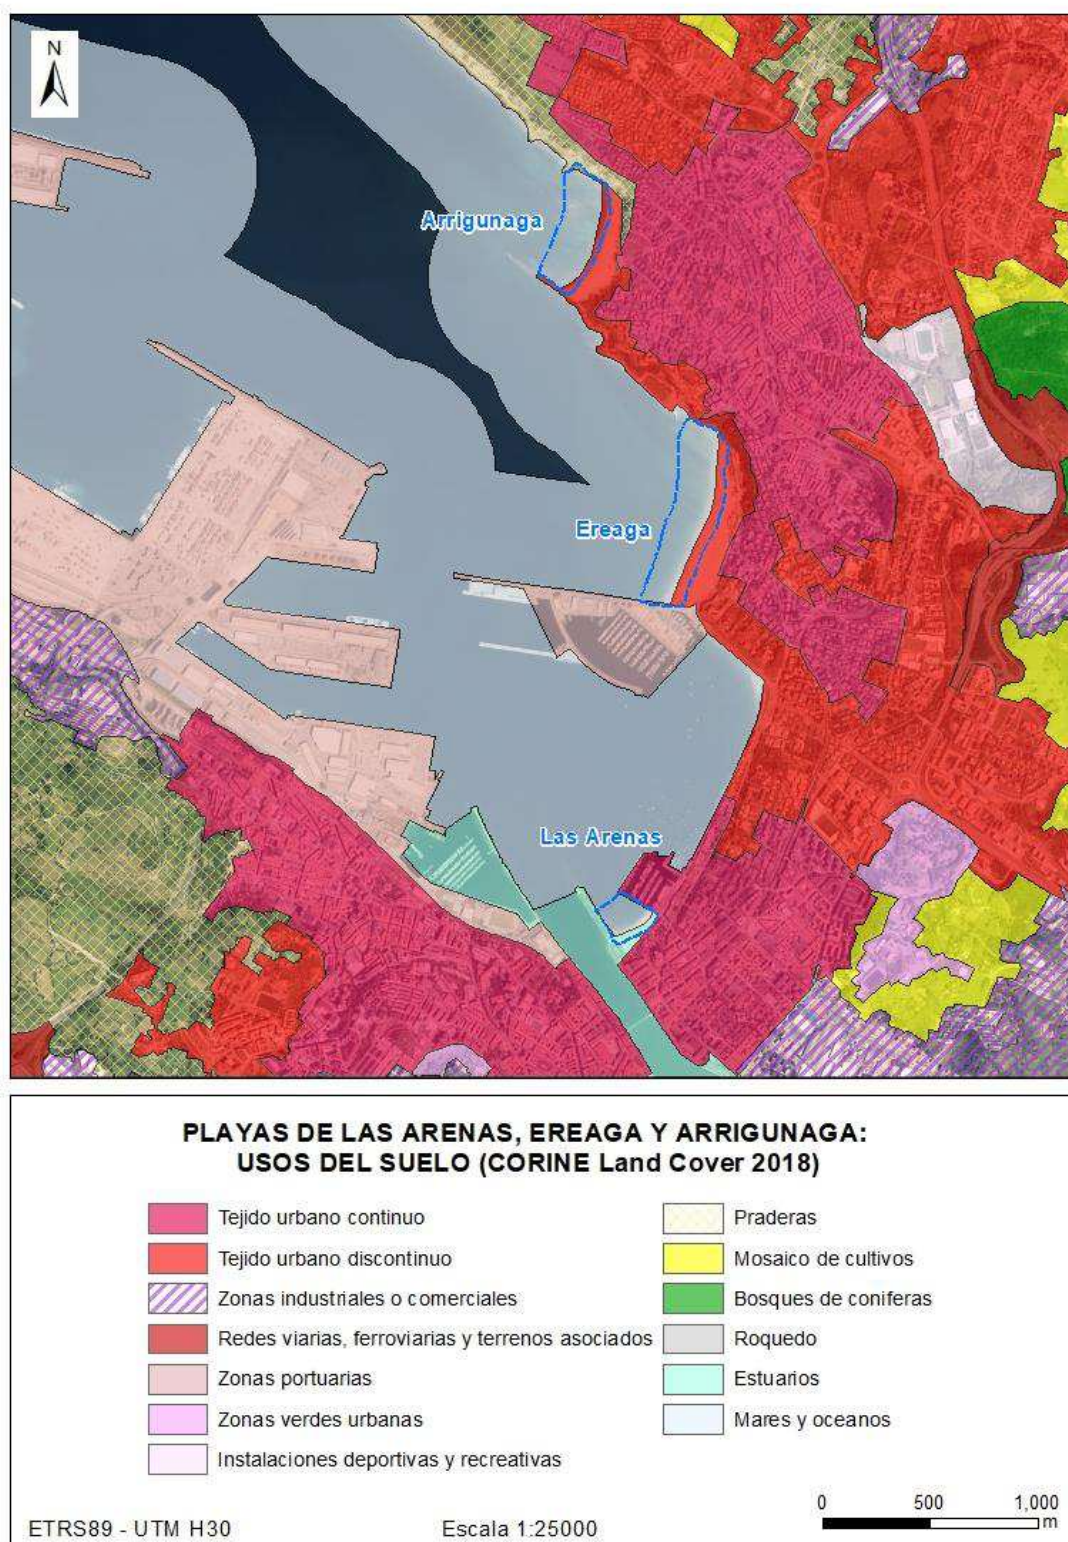 N
Arrigunaga
Ereaga
Las Arenas
PLAYAS DE LAS ARENAS, EREAGA Y ARRIGUNAGA:
USOS DEL SUELO (CORINE Land Cover 2018)
Tejido urbano continuo
Tejido urbano discontinuo
Zonas industriales o comerciales
Redes viarias, ferroviarias y terrenos asociados
Zonas portuarias
Zonas verdes urbanas
Instalaciones deportivas y recreativas
Praderas
Mosaico de cultivos
Bosques de coniferas
Roquedo
Estuarios
Mares y oceanos
ETRS89 - UTM H30
Escala 1:25000
0 500 1,000
m